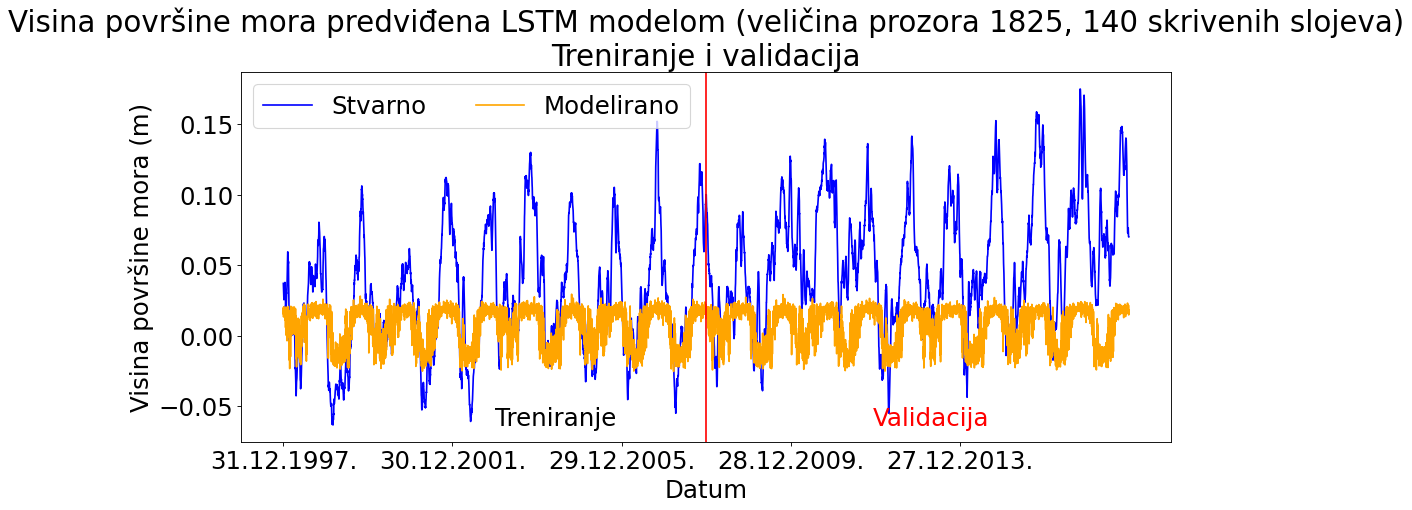 Visina površine mora predviđena LSTM modelom (veličina prozora 1825, 140 skrivenih slojeva)
Treniranje i validacija
Stvarno
Modelirano
Visina površine mora (m)
0.15
0.10
0.05
0.00
−0.05
Treniranje
Validacija
31.12.1997.
30.12.2001.
29.12.2005.
28.12.2009.
27.12.2013.
Datum